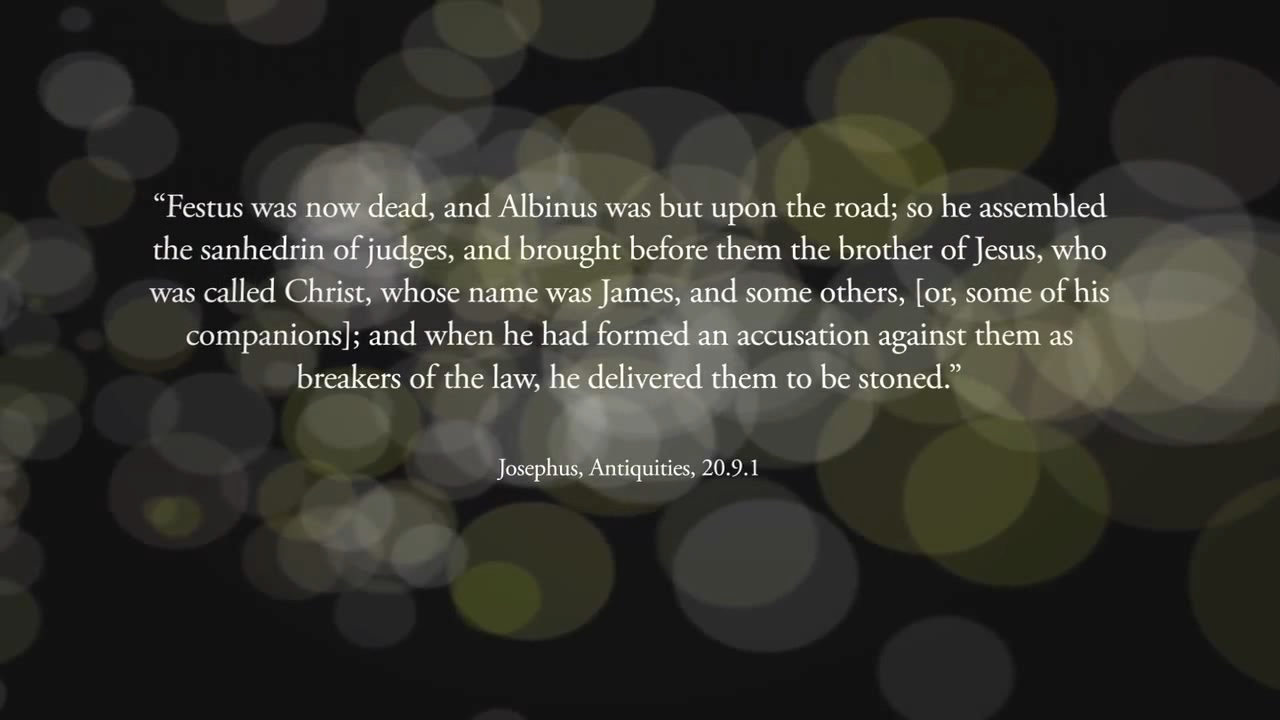 “Festus was now dead, and Albinus was but upon the road; so he assembled
the sanhedrin of judges, and brought before them the brother of Jesus, who
was called Christ, whose name was James, and some others, [or, some of his
companions]; and when he had formed an accusation against them as
breakers of the law, he delivered them to be stoned.”
Josephus, Antiquities, 20.9.1